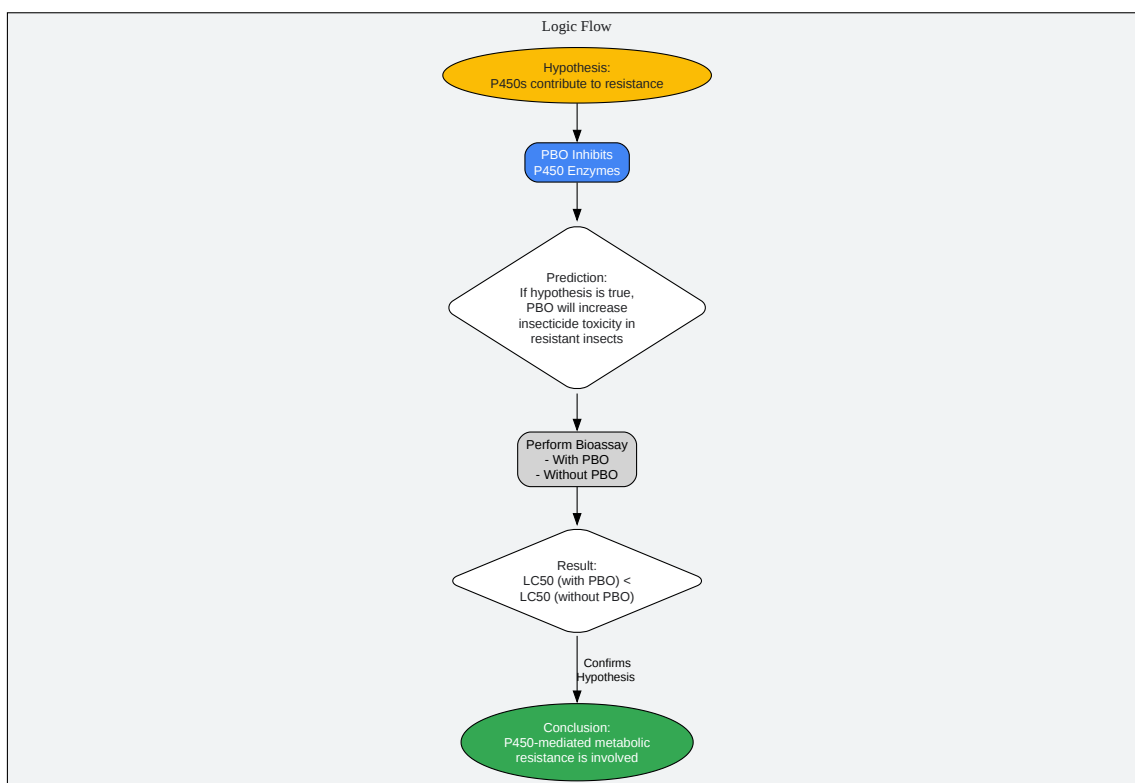 Logic Flow
Hypothesis:
P450s contribute to resistance
PBO Inhibits
P450 Enzymes
Prediction:
If hypothesis is true,
PBO will increase
insecticide toxicity in
resistant insects
Perform Bioassay
- With PBO
- Without PBO
Result:
LC50 (with PBO) <
LC50 (without PBO)
Confirms
Hypothesis
Conclusion:
P450-mediated metabolic
resistance is involved